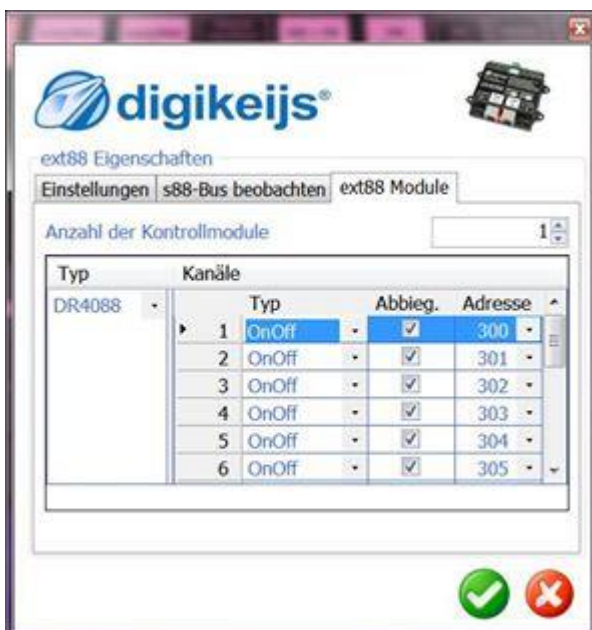 digikeijs®
ext88 Eigenschaften
Einstellungen s88-Bus beobachten ext88 Module
Anzahl der Kontrollmodule 1
Typ Kanäle
DR4088 Typ Abbieg. Adresse
1 OnOff 300
2 OnOff 301
3 OnOff 302
4 OnOff 303
5 OnOff 304
6 OnOff 305